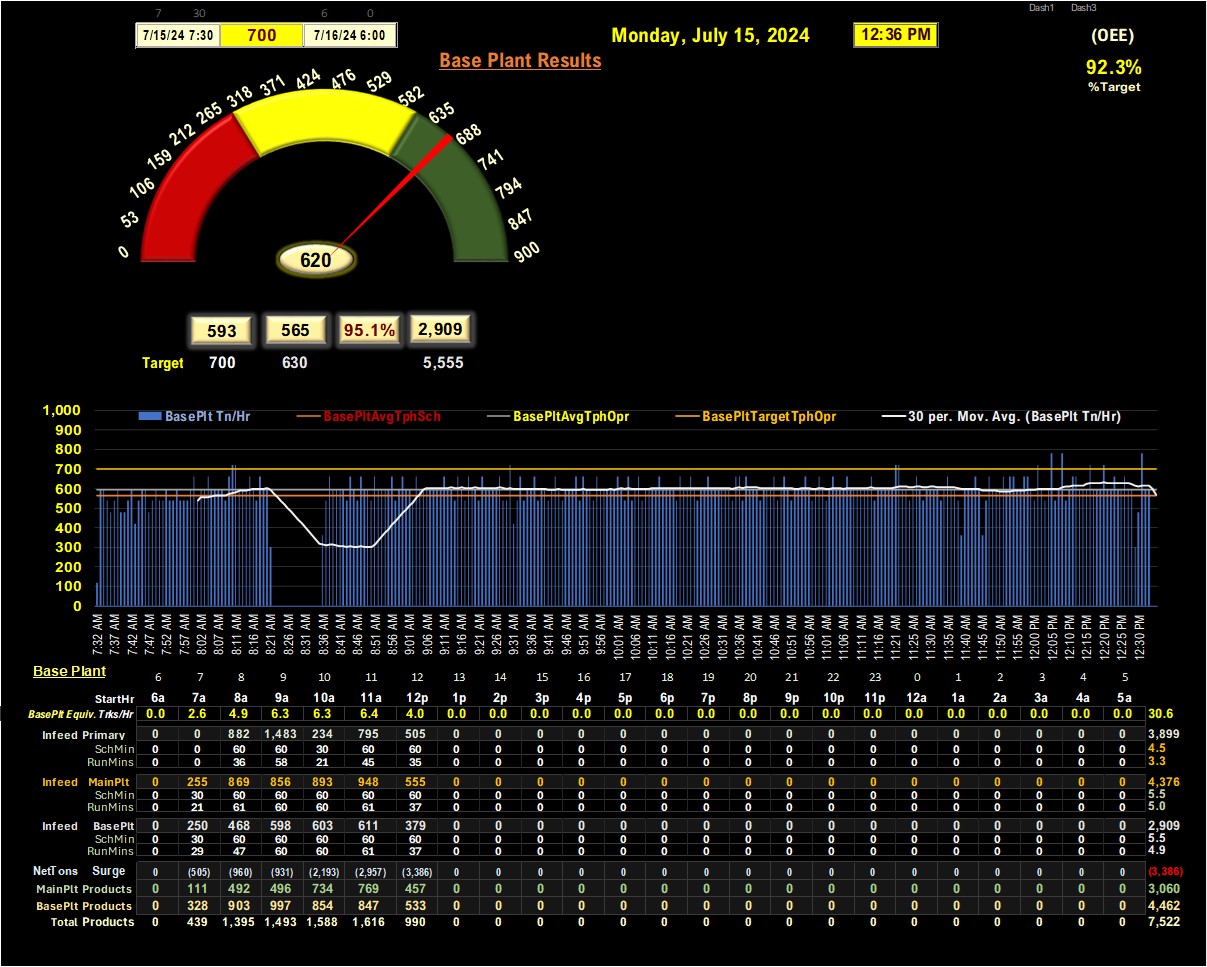 7 30 6 0 Dash1 Dash3
7/15/24 7:30 700 7/16/24 6:00 Monday, July 15, 2024 12:36 PM (OEE)
Base Plant Results 92.3%
%Target
0 53 106 159 212 265 318 371 424 476 529 582 635 688 741 794 847 900
620
593 565 95.1% 2,909
Target 700 630 5,555
BasePlt Tn/Hr BasePltAvgTphSch BasePltAvgTphOpr BasePltTargetTphOpr 30 per. Mov. Avg. (BasePlt Tn/Hr)
1,000
900
800
700
600
500
400
300
200
100
0
7:32 AM 7:37 AM 7:42 AM 7:47 AM 7:52 AM 7:57 AM 8:02 AM 8:06 AM 8:11 AM 8:16 AM 8:21 AM 8:26 AM 8:31 AM 8:36 AM 8:41 AM 8:46 AM 8:51 AM 8:56 AM 9:01 AM 9:06 AM 9:11 AM 9:16 AM 9:21 AM 9:26 AM 9:31 AM 9:36 AM 9:41 AM 9:46 AM 9:51 AM 9:56 AM 10:01 AM 10:06 AM 10:11 AM 10:16 AM 10:21 AM 10:26 AM 10:31 AM 10:36 AM 10:41 AM 10:46 AM 10:51 AM 10:56 AM 11:01 AM 11:06 AM 11:11 AM 11:16 AM 11:21 AM 11:25 AM 11:30 AM 11:35 AM 11:40 AM 11:45 AM 11:50 AM 11:55 AM 12:00 PM 12:05 PM 12:10 PM 12:15 PM 12:20 PM 12:25 PM 12:30 PM
Base Plant 6 7 8 9 10 11 12 13 14 15 16 17 18 19 20 21 22 23 0 1 2 3 4 5
StartHr 6a 7a 8a 9a 10a 11a 12p 1p 2p 3p 4p 5p 6p 7p 8p 9p 10p 11p 12a 1a 2a 3a 4a 5a
BasePlt Equiv. Trks/Hr 0.0 2.6 4.9 6.3 6.3 6.4 4.0 0.0 0.0 0.0 0.0 0.0 0.0 0.0 0.0 0.0 0.0 0.0 0.0 0.0 0.0 0.0 0.0 0.0 30.6
Infeed Primary 0 0 882 1,483 234 795 505 0 0 0 0 0 0 0 0 0 0 0 0 0 0 0 0 0 3,899
SchMin 0 0 60 60 30 60 60 0 0 0 0 0 0 0 0 0 0 0 0 0 0 0 0 0 4.5
RunMins 0 0 36 58 21 45 35 0 0 0 0 0 0 0 0 0 0 0 0 0 0 0 0 0 3.3
Infeed MainPlt 0 255 869 856 893 948 555 0 0 0 0 0 0 0 0 0 0 0 0 0 0 0 0 0 4,376
SchMin 0 30 60 60 60 60 60 0 0 0 0 0 0 0 0 0 0 0 0 0 0 0 0 0 5.5
RunMins 0 21 61 60 60 61 37 0 0 0 0 0 0 0 0 0 0 0 0 0 0 0 0 0 5.0
Infeed BasePlt 0 250 468 598 603 611 379 0 0 0 0 0 0 0 0 0 0 0 0 0 0 0 0 0 2,909
SchMin 0 30 60 60 60 60 60 0 0 0 0 0 0 0 0 0 0 0 0 0 0 0 0 0 5.5
RunMins 0 29 47 60 60 61 37 0 0 0 0 0 0 0 0 0 0 0 0 0 0 0 0 0 4.9
NetTons Surge 0 (505) (960) (931) (2,193) (2,957) (3,386) 0 0 0 0 0 0 0 0 0 0 0 0 0 0 0 0 0 (3,386)
MainPlt Products 0 111 492 496 734 769 457 0 0 0 0 0 0 0 0 0 0 0 0 0 0 0 0 0 3,060
BasePlt Products 0 328 903 997 854 847 533 0 0 0 0 0 0 0 0 0 0 0 0 0 0 0 0 0 4,462
Total Products 0 439 1,395 1,493 1,588 1,616 990 0 0 0 0 0 0 0 0 0 0 0 0 0 0 0 0 0 7,522